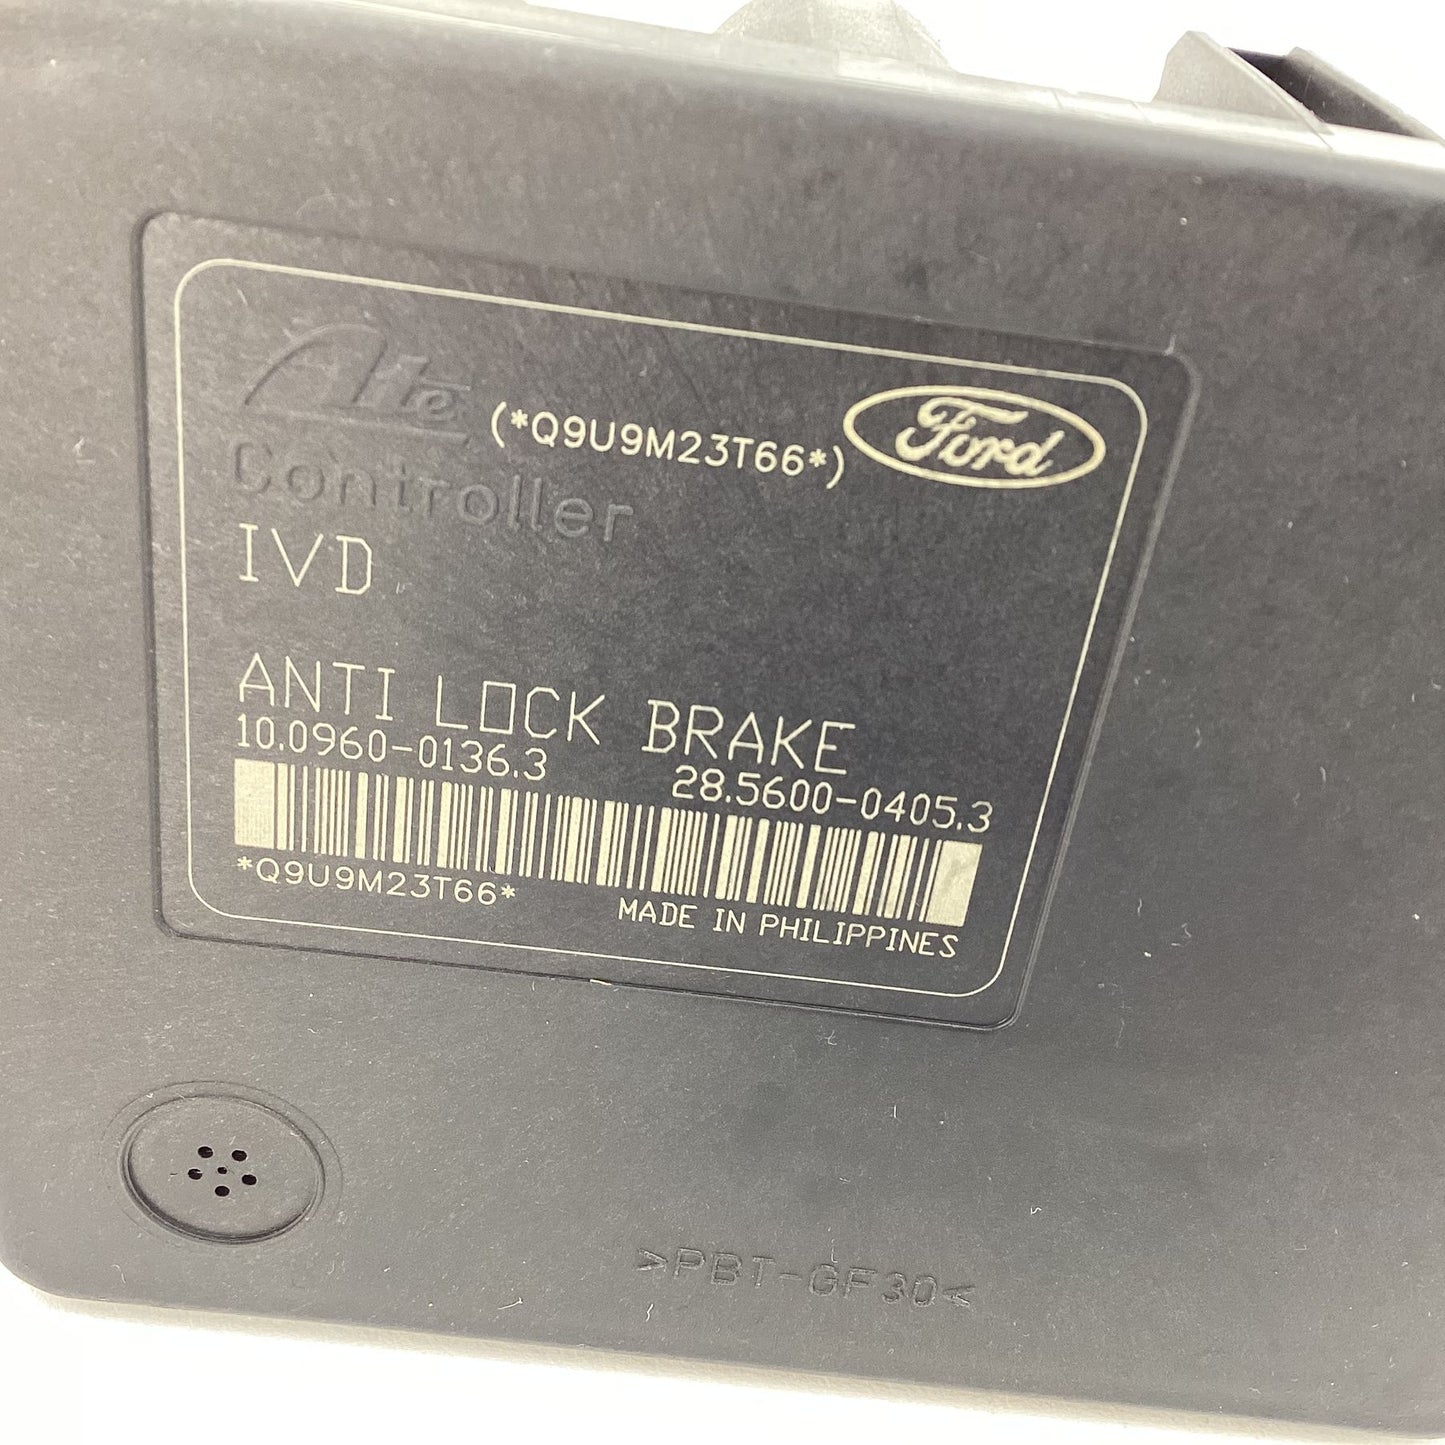 Ate
(*Q9U9M23T66*)
Ford
Controller
IVD
ANTI LOCK BRAKE
10.0960-0136.3
28.5600-0405.3
*Q9U9M23T66*
MADE IN PHILIPPINES
>PBT-GF30<